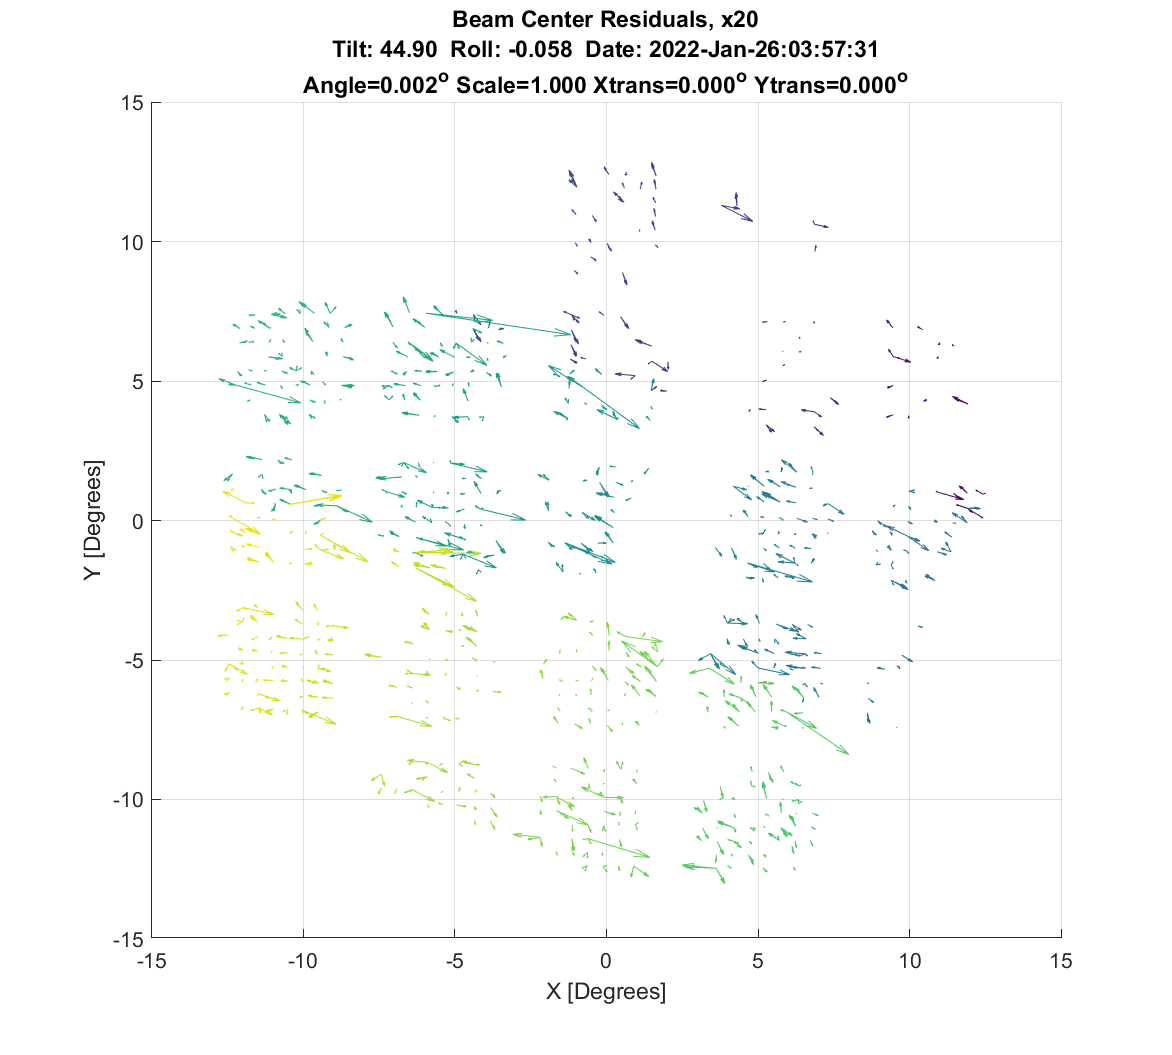 Beam Center Residuals, x20
Tilt: 44.90 Roll: -0.058 Date: 2022-Jan-26:03:57:31
Angle=0.002° Scale=1.000 Xtrans=0.000° Ytrans=0.000°
15
10
5
0
-5
-10
-15
Y [Degrees]
-15 -10 -5 0 5 10 15
X [Degrees]